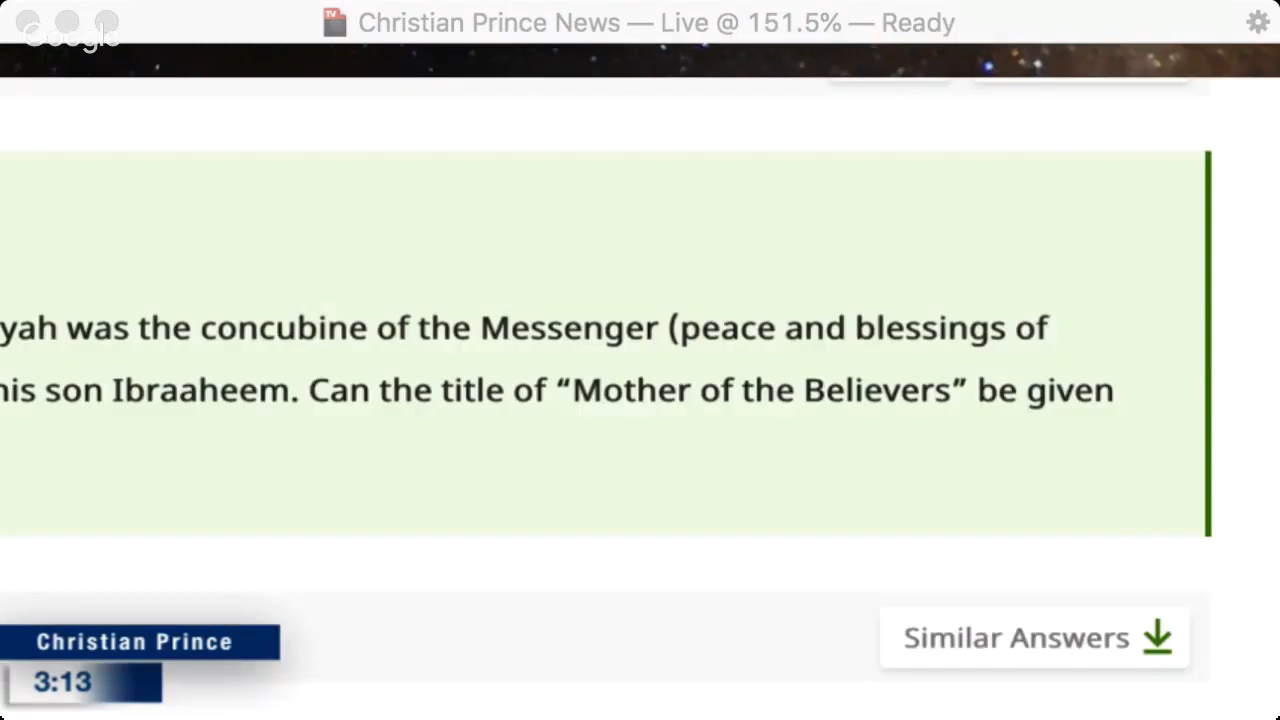 Christian Prince News — Live @ 151.5% — Ready
Google
yah was the concubine of the Messenger (peace and blessings of
his son Ibraaheem. Can the title of “Mother of the Believers” be given
Similar Answers
Christian Prince
3:13